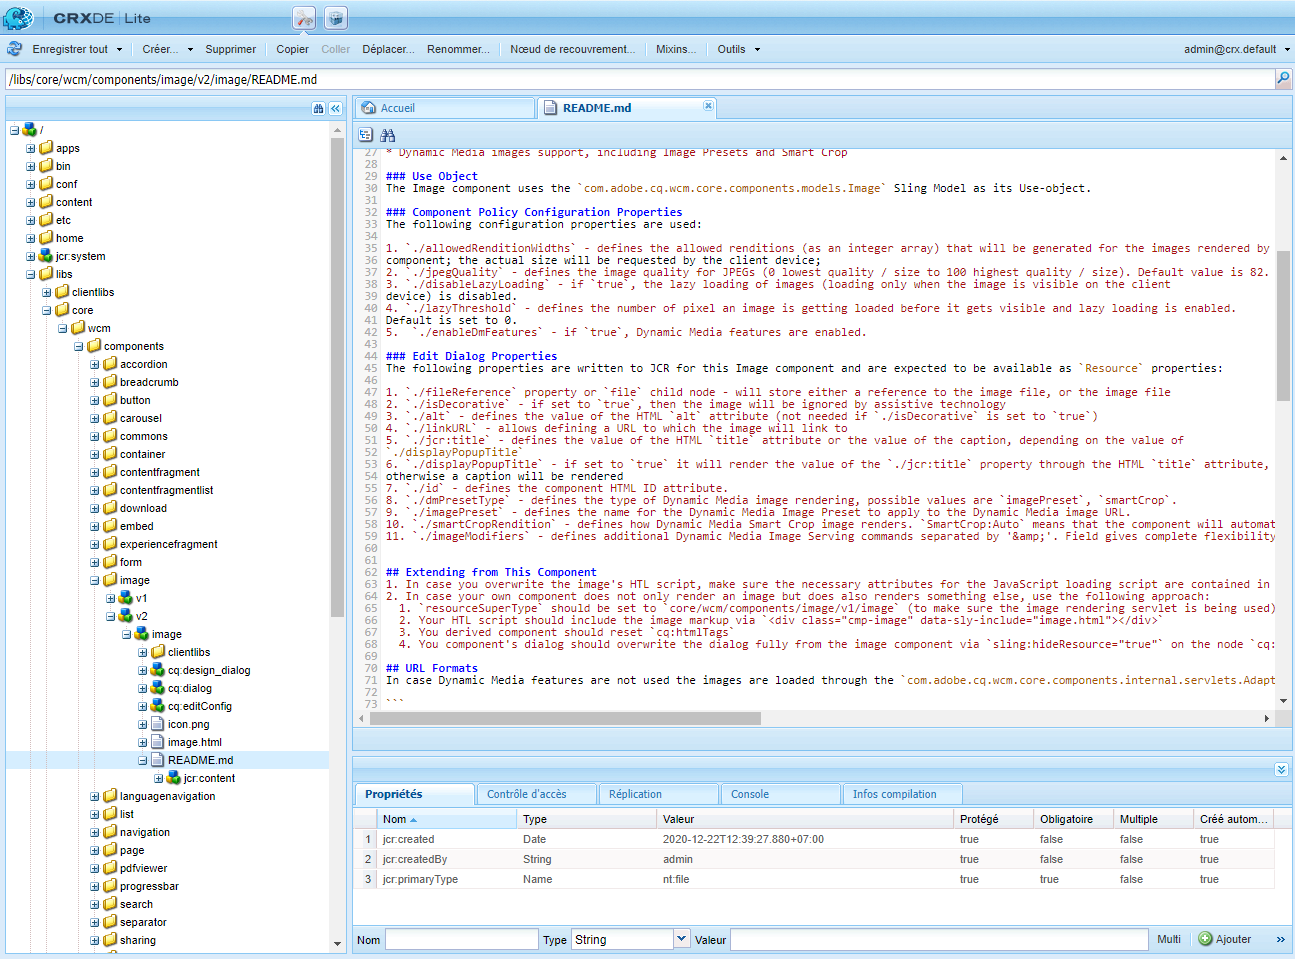 CRXDE | Lite
Enregistrer tout Créer... Supprimer Copier Coller Déplacer... Renommer... Nœud de recouvrement... Mixins... Outils admin@crx.default
/libs/core/wcm/components/image/v2/image/README.md
/
apps
bin
conf
content
etc
home
jcr:system
libs
clientlibs
core
wcm
components
accordion
breadcrumb
button
carousel
commons
container
contentfragment
contentfragmentlist
download
embed
experiencefragment
form
image
v1
v2
image
clientlibs
cq:design_dialog
cq:dialog
cq:editConfig
icon.png
image.html
README.md
jcr:content
languagenavigation
list
navigation
page
pdfviewer
progressbar
search
separator
sharing
Accueil README.md
27 * Dynamic Media images support, including Image Presets and Smart Crop
28
29 ### Use Object
30 The Image component uses the `com.adobe.cq.wcm.core.components.models.Image` Sling Model as its Use-object.
31
32 ### Component Policy Configuration Properties
33 The following configuration properties are used:
34
35 1. `./allowedRenditionWidths` - defines the allowed renditions (as an integer array) that will be generated for the images rendered by
36 component; the actual size will be requested by the client device;
37 2. `./jpegQuality` - defines the image quality for JPEGs (0 lowest quality / size to 100 highest quality / size). Default value is 82.
38 3. `./disableLazyLoading` - if `true`, the lazy loading of images (loading only when the image is visible on the client
39 device) is disabled.
40 4. `./lazyThreshold` - defines the number of pixel an image is getting loaded before it gets visible and lazy loading is enabled.
41 Default is set to 0.
42 5.  `./enableDmFeatures` - if `true`, Dynamic Media features are enabled.
43
44 ### Edit Dialog Properties
45 The following properties are written to JCR for this Image component and are expected to be available as `Resource` properties:
46
47 1. `./fileReference` property or `file` child node - will store either a reference to the image file, or the image file
48 2. `./isDecorative` - if set to `true`, then the image will be ignored by assistive technology
49 3. `./alt` - defines the value of the HTML `alt` attribute (not needed if `./isDecorative` is set to `true`)
50 4. `./linkURL` - allows defining a URL to which the image will link to
51 5. `./jcr:title` - defines the value of the HTML `title` attribute or the value of the caption, depending on the value of
52 `./displayPopupTitle`
53 6. `./displayPopupTitle` - if set to `true` it will render the value of the `./jcr:title` property through the HTML `title` attribute,
54 otherwise a caption will be rendered
55 7. `./id` - defines the component HTML ID attribute.
56 8. `./dmPresetType` - defines the type of Dynamic Media image rendering, possible values are `imagePreset`, `smartCrop`.
57 9. `./imagePreset` - defines the name for the Dynamic Media Image Preset to apply to the Dynamic Media image URL.
58 10. `./smartCropRendition` - defines how Dynamic Media Smart Crop image renders. `SmartCrop:Auto` means that the component will automat
59 11. `./imageModifiers` - defines additional Dynamic Media Image Serving commands separated by '&amp;'. Field gives complete flexibility
60
61
62 ## Extending from This Component
63 1. In case you overwrite the image's HTL script, make sure the necessary attributes for the JavaScript loading script are contained in
64 2. In case your own component does not only render an image but does also renders something else, use the following approach:
65 1. `resourceSuperType` should be set to `core/wcm/components/image/v1/image` (to make sure the image rendering servlet is being used)
66 2. Your HTL script should include the image markup via `<div class="cmp-image" data-sly-include="image.html"></div>`
67 3. You derived component should reset `cq:htmlTags`
68 4. You component's dialog should overwrite the dialog fully from the image component via `sling:hideResource="true"` on the node `cq:
69
70 ## URL Formats
71 In case Dynamic Media features are not used the images are loaded through the `com.adobe.cq.wcm.core.components.internal.servlets.Adapt
72
73 ```
Propriétés Contrôle d'accès Réplication Console Infos compilation
Nom Type Valeur Protégé Obligatoire Multiple Créé autom...
1 jcr:created Date 2020-12-22T12:39:27.880+07:00 true false false true
2 jcr:createdBy String admin true false false true
3 jcr:primaryType Name nt:file true true false true
Nom Type String Valeur Multi Ajouter »